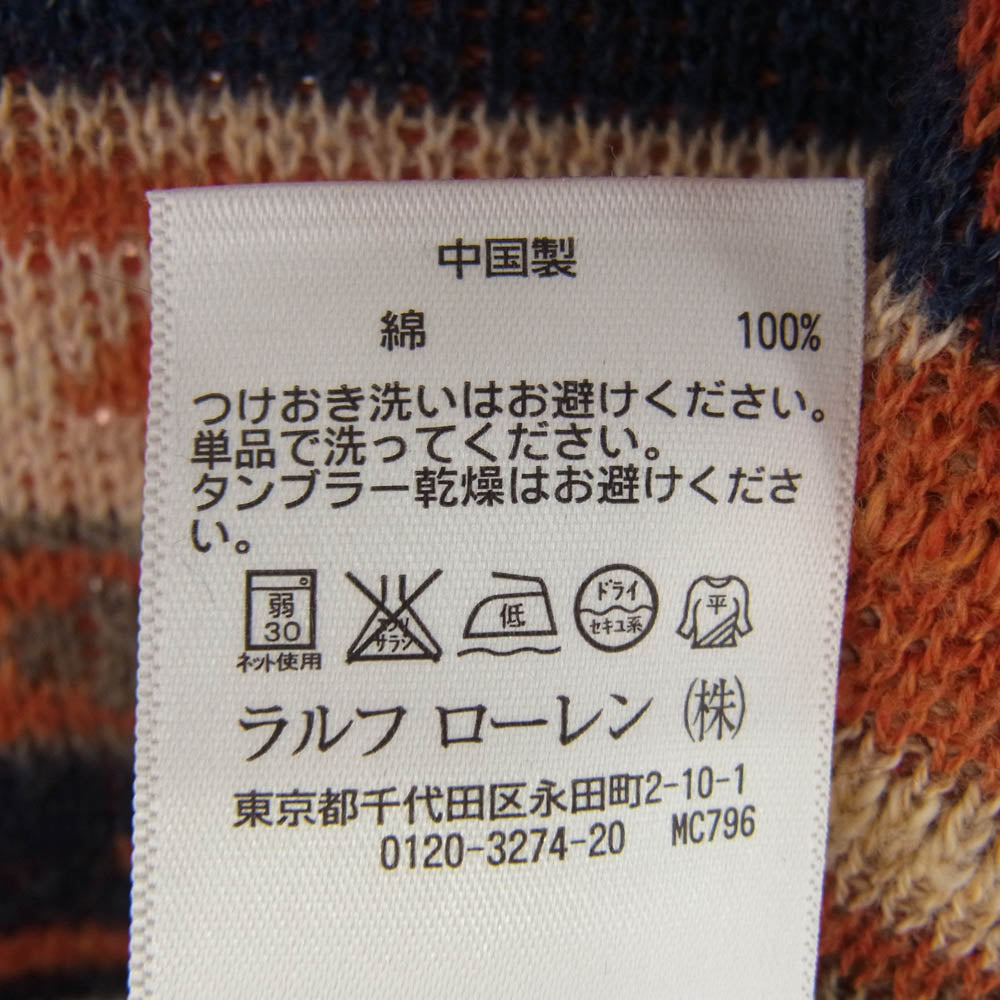 中国製
綿 100%
つけおき洗いはお避けください。
単品で洗ってください。
タンブラー乾燥はお避けくださ
い。
弱
30
ネット使用
エンソ
サラシ
低
ドライ
セキユ系
平
ラルフ ローレン (株)
東京都千代田区永田町2-10-1
0120-3274-20 MC796